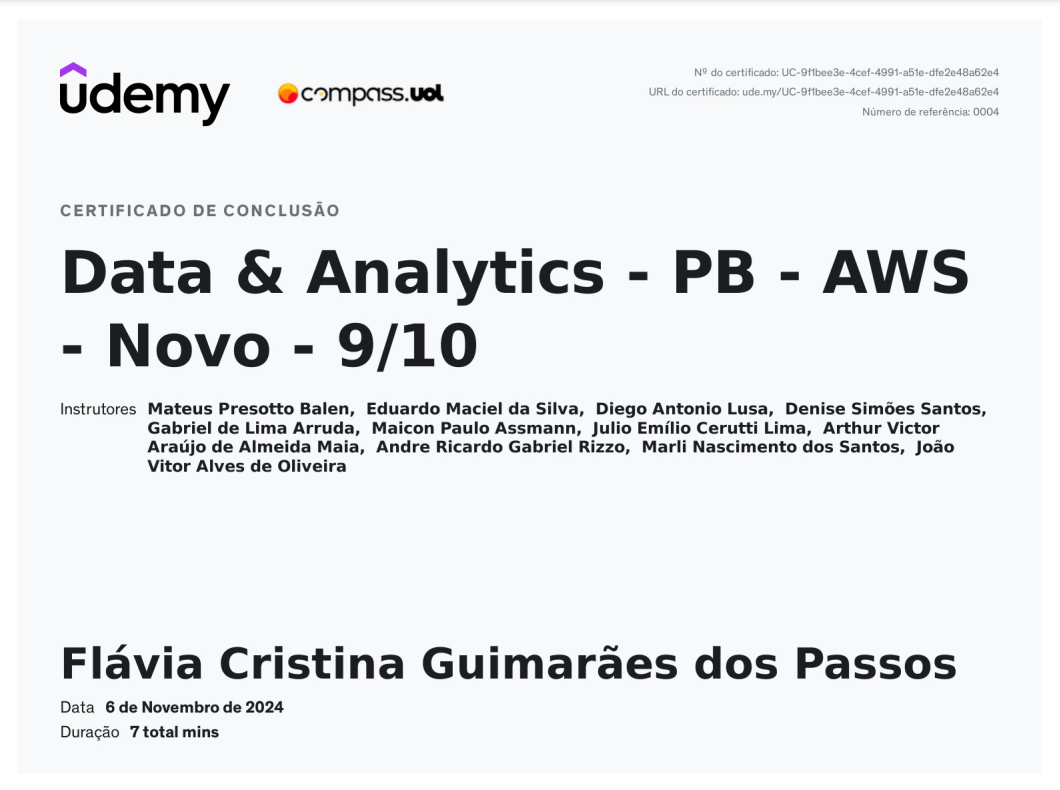 udemy
compass.uol
Nº do certificado: UC-9f1bee3e-4cef-4991-a51e-dfe2e48a62e4
URL do certificado: ude.my/UC-9f1bee3e-4cef-4991-a51e-dfe2e48a62e4
Número de referência: 0004
CERTIFICADO DE CONCLUSÃO
Data & Analytics - PB - AWS
- Novo - 9/10
Instrutores Mateus Presotto Balen, Eduardo Maciel da Silva, Diego Antonio Lusa, Denise Simões Santos,
Gabriel de Lima Arruda, Maicon Paulo Assmann, Julio Emílio Cerutti Lima, Arthur Victor
Araújo de Almeida Maia, Andre Ricardo Gabriel Rizzo, Marli Nascimento dos Santos, João
Vitor Alves de Oliveira
Flávia Cristina Guimarães dos Passos
Data 6 de Novembro de 2024
Duração 7 total mins